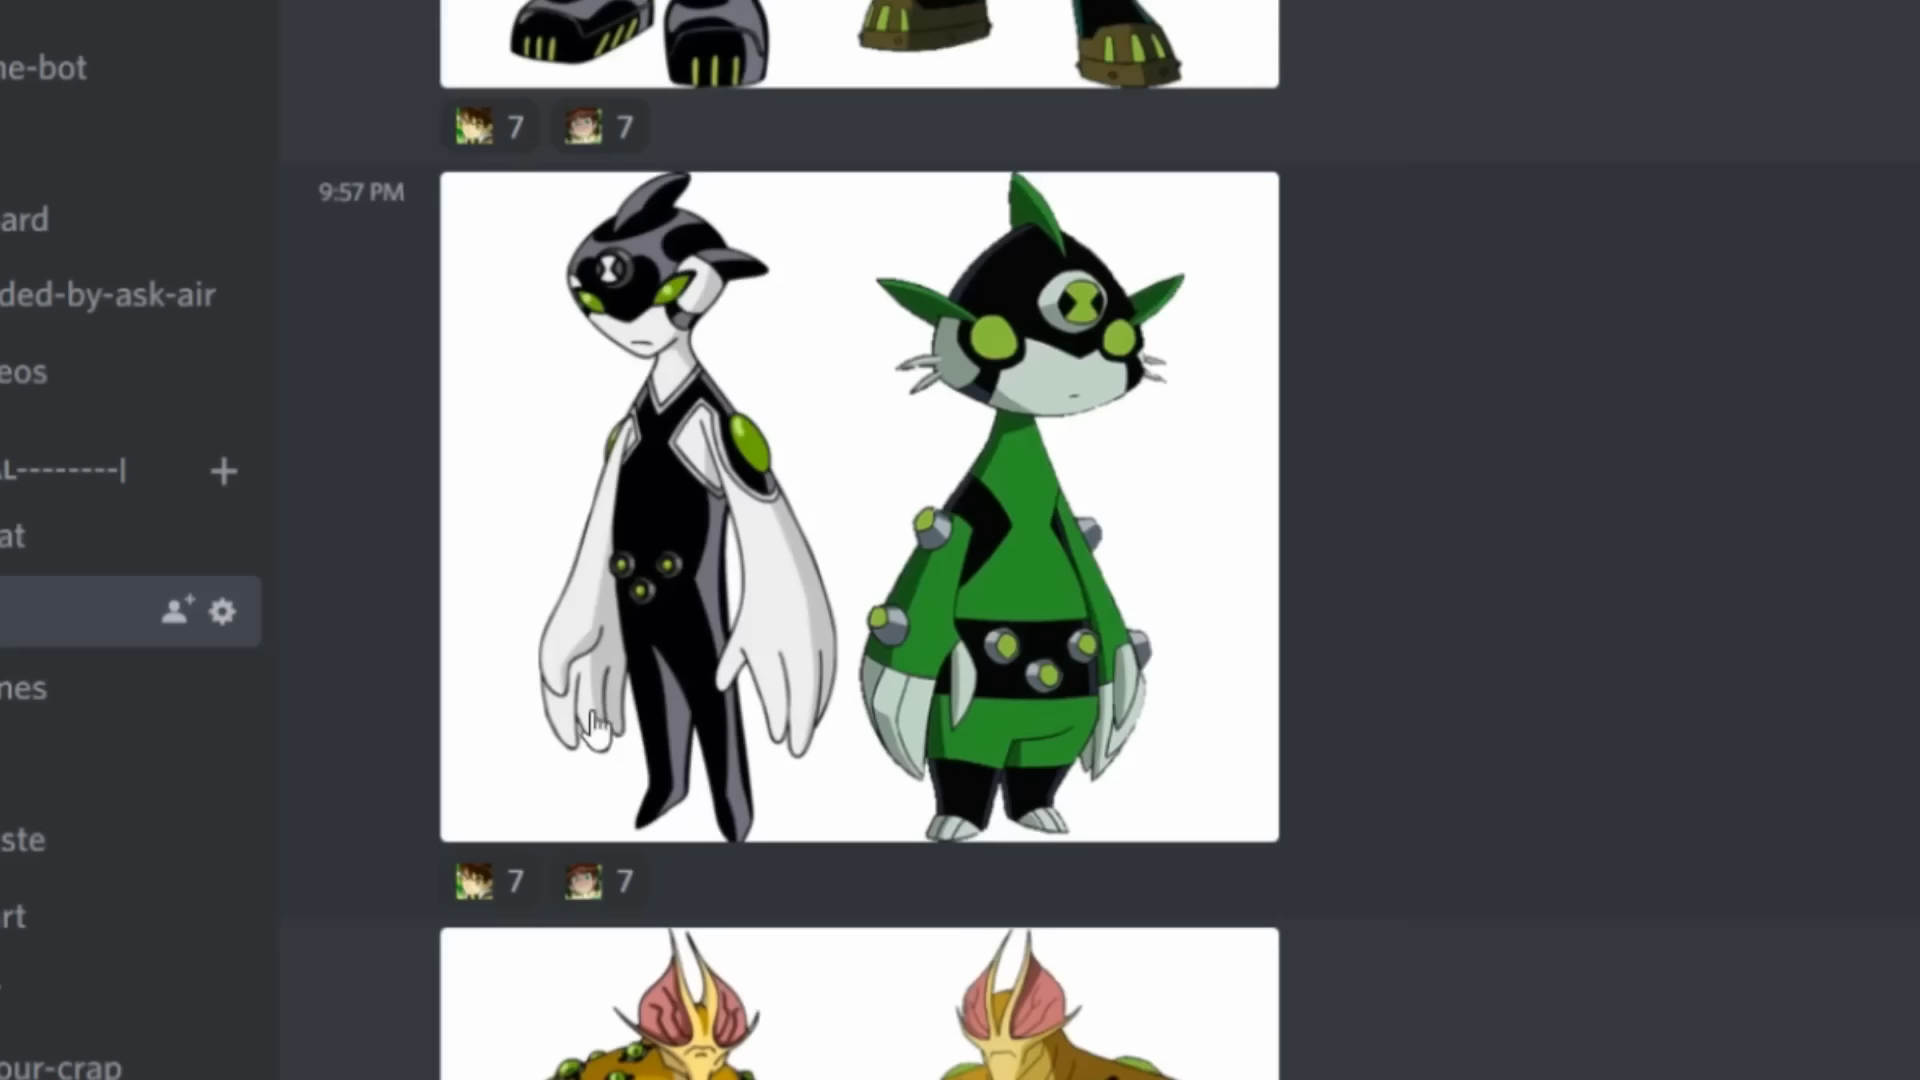 ne-bot
7 7
9:57 PM
ard
ded-by-ask-air
eos
AL--------|
at
nes
ste
7 7
rt
our-crap